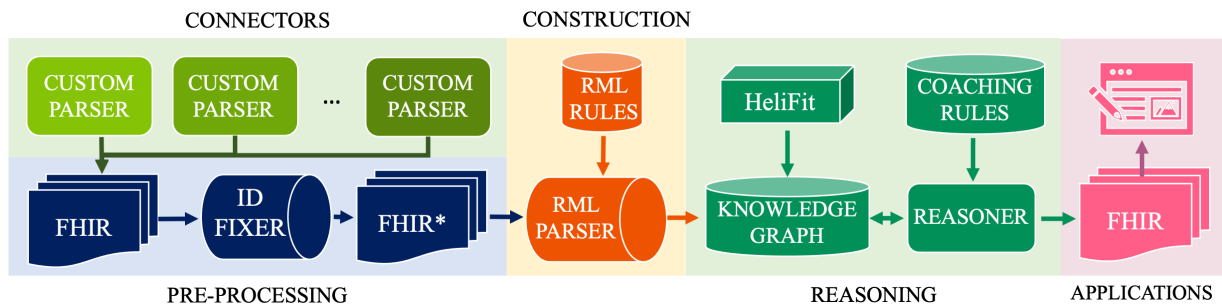 CONNECTORS
CONSTRUCTION
CUSTOM
PARSER
CUSTOM
PARSER
...
CUSTOM
PARSER
RML
RULES
HeliFit
COACHING
RULES
FHIR
ID
FIXER
FHIR*
RML
PARSER
KNOWLEDGE
GRAPH
REASONER
FHIR
PRE-PROCESSING
REASONING
APPLICATIONS